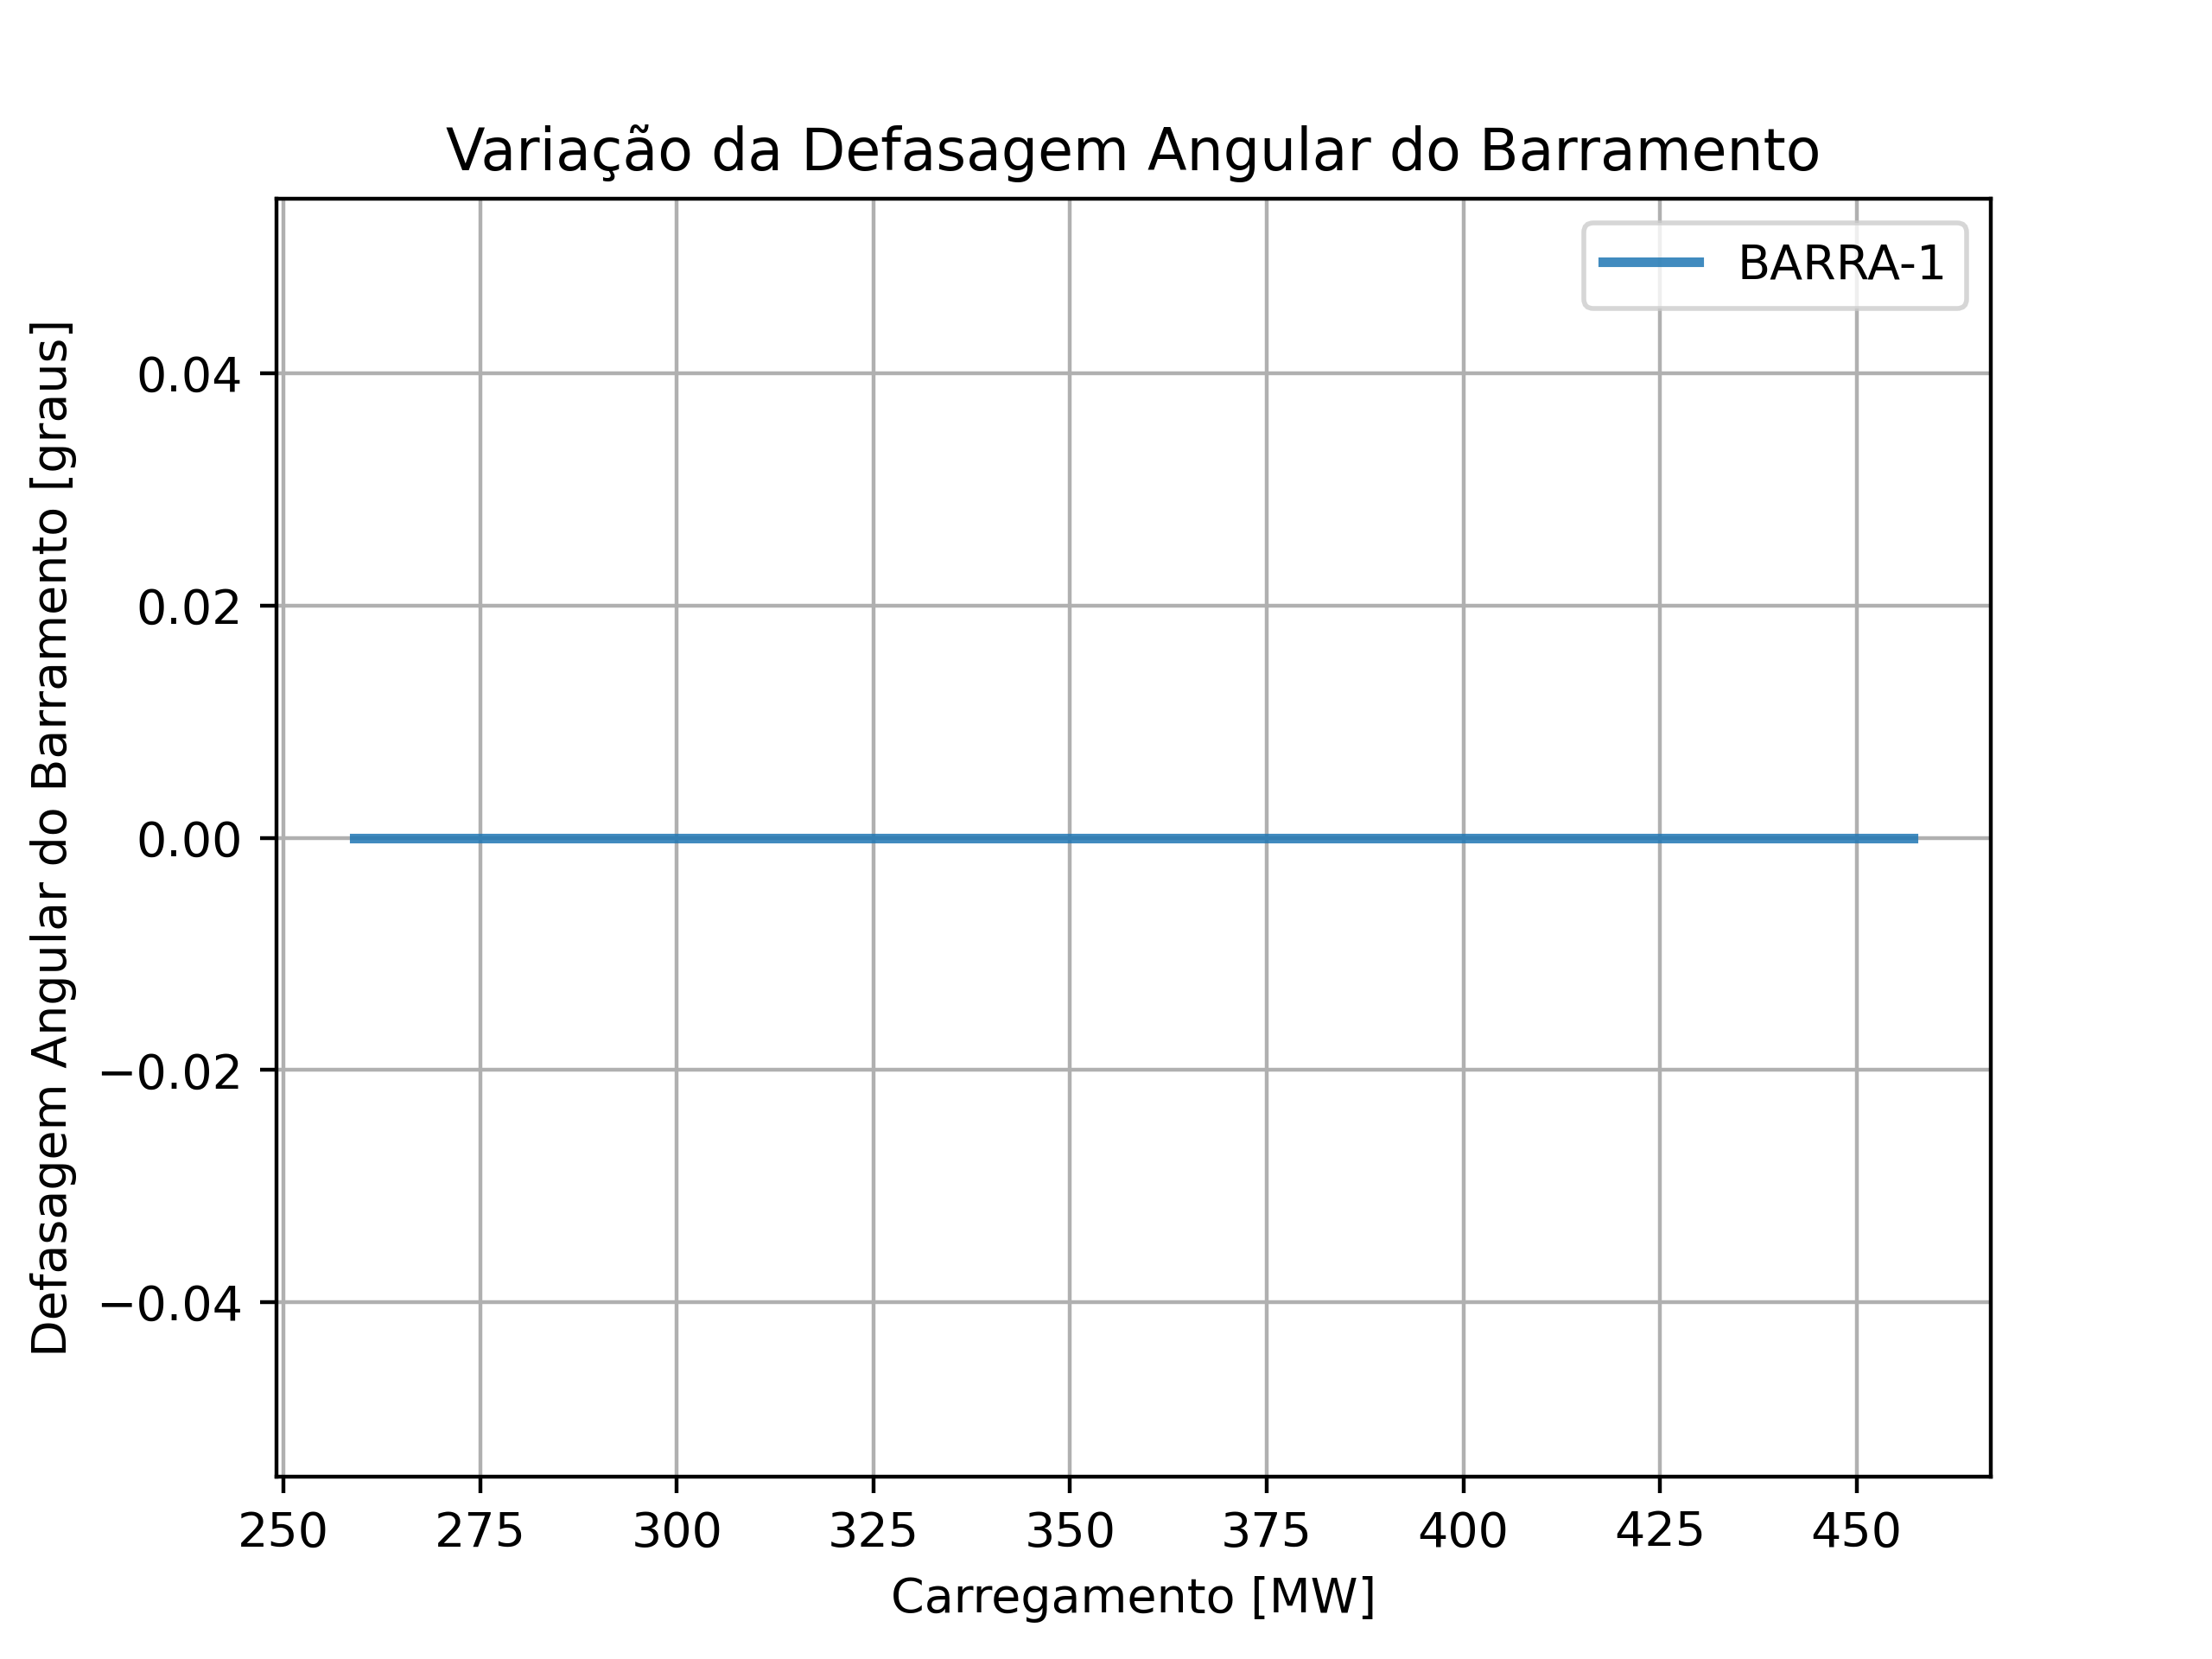 Variação da Defasagem Angular do Barramento
BARRA-1
Defasagem Angular do Barramento [graus]
0.04
0.02
0.00
−0.02
−0.04
250 275 300 325 350 375 400 425 450
Carregamento [MW]